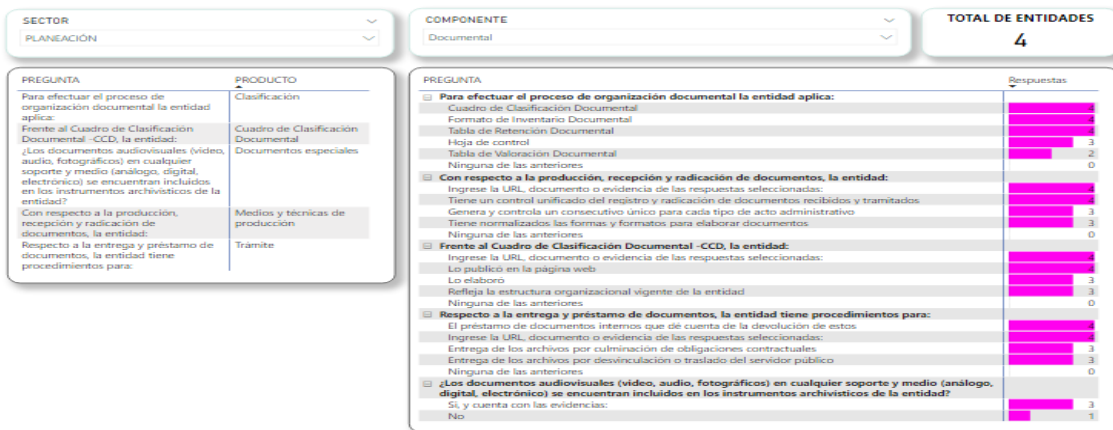 SECTOR
PLANEACIÓN
COMPONENTE
Documental
TOTAL DE ENTIDADES
4
PREGUNTA PRODUCTO
Para efectuar el proceso de Clasificación
organización documental la entidad
aplica:
Frente al Cuadro de Clasificación Cuadro de Clasificación
Documental -CCD, la entidad: Documental
¿Los documentos audiovisuales (video, Documentos especiales
audio, fotográficos) en cualquier
soporte y medio (análogo, digital,
electrónico) se encuentran incluidos
en los instrumentos archivísticos de la
entidad?
Con respecto a la producción, Medios y técnicas de
recepción y radicación de producción
documentos, la entidad:
Respecto a la entrega y préstamo de Trámite
documentos, la entidad tiene
procedimientos para:
PREGUNTA Respuestas
Para efectuar el proceso de organización documental la entidad aplica:
Cuadro de Clasificación Documental 4
Formato de Inventario Documental 4
Tabla de Retención Documental 4
Hoja de control 3
Tabla de Valoración Documental 2
Ninguna de las anteriores 0
Con respecto a la producción, recepción y radicación de documentos, la entidad:
Ingrese la URL, documento o evidencia de las respuestas seleccionadas: 4
Tiene un control unificado del registro y radicación de documentos recibidos y tramitados 4
Genera y controla un consecutivo único para cada tipo de acto administrativo 3
Tiene normalizados las formas y formatos para elaborar documentos 3
Ninguna de las anteriores 0
Frente al Cuadro de Clasificación Documental -CCD, la entidad:
Ingrese la URL, documento o evidencia de las respuestas seleccionadas: 4
Lo publicó en la página web 4
Lo elaboró 3
Refleja la estructura organizacional vigente de la entidad 3
Ninguna de las anteriores 0
Respecto a la entrega y préstamo de documentos, la entidad tiene procedimientos para:
El préstamo de documentos internos que dé cuenta de la devolución de estos 4
Ingrese la URL, documento o evidencia de las respuestas seleccionadas: 4
Entrega de los archivos por culminación de obligaciones contractuales 3
Entrega de los archivos por desvinculación o traslado del servidor público 3
Ninguna de las anteriores 0
¿Los documentos audiovisuales (video, audio, fotográficos) en cualquier soporte y medio (análogo,
digital, electrónico) se encuentran incluidos en los instrumentos archivísticos de la entidad?
Si, y cuenta con las evidencias: 3
No 1